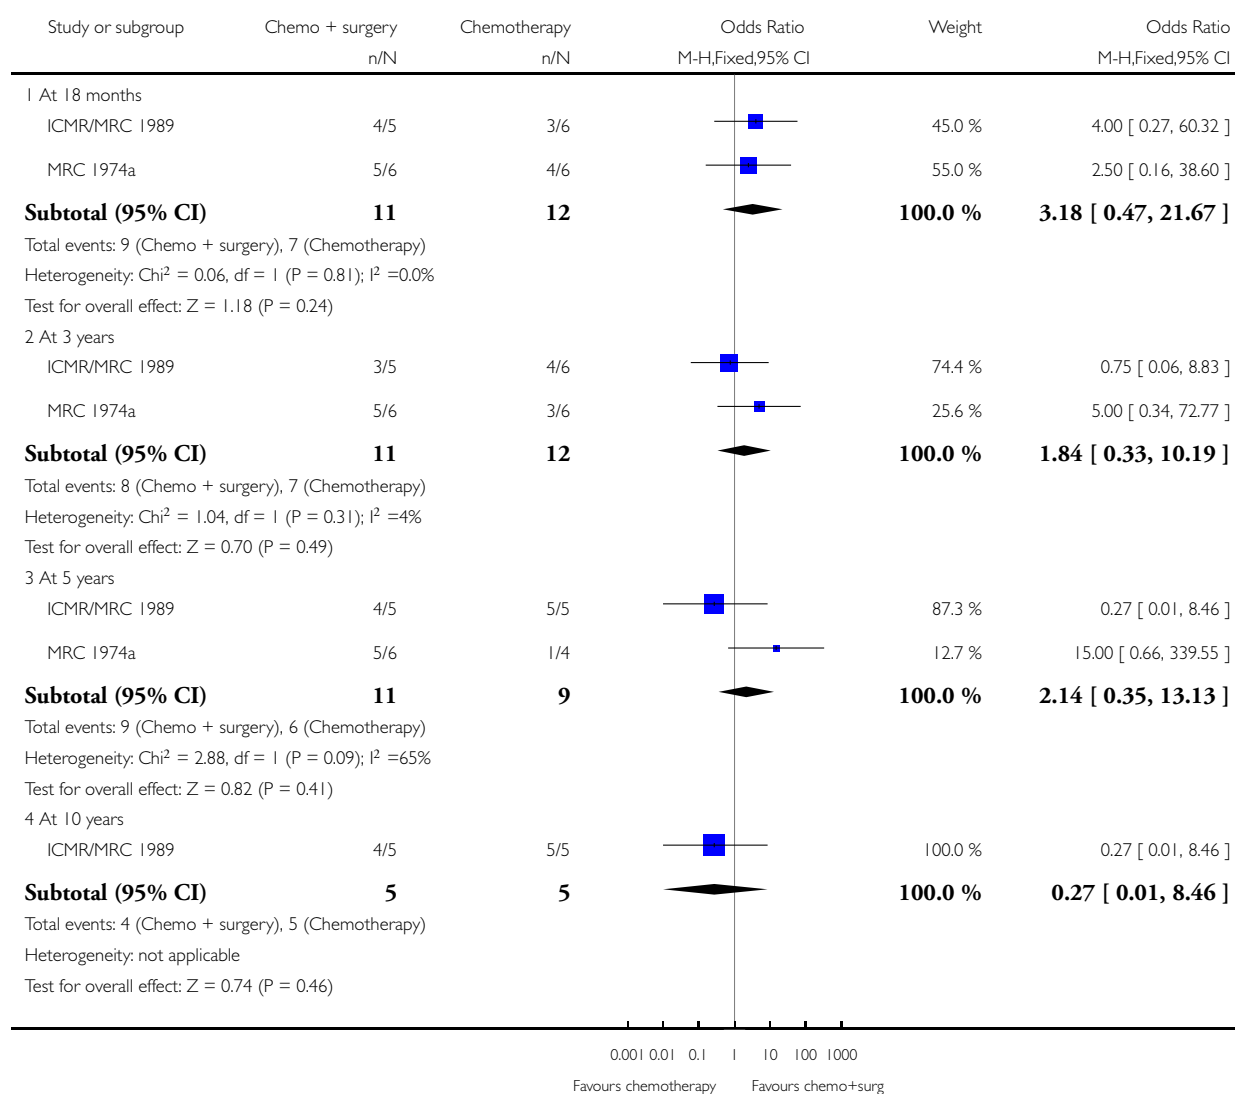 Study or subgroup Chemo + surgery Chemotherapy Odds Ratio Weight Odds Ratio
n/N n/N M-H,Fixed,95% CI M-H,Fixed,95% CI
1 At 18 months
ICMR/MRC 1989 4/5 3/6 45.0 % 4.00 [ 0.27, 60.32 ]
MRC 1974a 5/6 4/6 55.0 % 2.50 [ 0.16, 38.60 ]
Subtotal (95% CI) 11 12 100.0 % 3.18 [ 0.47, 21.67 ]
Total events: 9 (Chemo + surgery), 7 (Chemotherapy)
Heterogeneity: Chi² = 0.06, df = 1 (P = 0.81); I² =0.0%
Test for overall effect: Z = 1.18 (P = 0.24)
2 At 3 years
ICMR/MRC 1989 3/5 4/6 74.4 % 0.75 [ 0.06, 8.83 ]
MRC 1974a 5/6 3/6 25.6 % 5.00 [ 0.34, 72.77 ]
Subtotal (95% CI) 11 12 100.0 % 1.84 [ 0.33, 10.19 ]
Total events: 8 (Chemo + surgery), 7 (Chemotherapy)
Heterogeneity: Chi² = 1.04, df = 1 (P = 0.31); I² =4%
Test for overall effect: Z = 0.70 (P = 0.49)
3 At 5 years
ICMR/MRC 1989 4/5 5/5 87.3 % 0.27 [ 0.01, 8.46 ]
MRC 1974a 5/6 1/4 12.7 % 15.00 [ 0.66, 339.55 ]
Subtotal (95% CI) 11 9 100.0 % 2.14 [ 0.35, 13.13 ]
Total events: 9 (Chemo + surgery), 6 (Chemotherapy)
Heterogeneity: Chi² = 2.88, df = 1 (P = 0.09); I² =65%
Test for overall effect: Z = 0.82 (P = 0.41)
4 At 10 years
ICMR/MRC 1989 4/5 5/5 100.0 % 0.27 [ 0.01, 8.46 ]
Subtotal (95% CI) 5 5 100.0 % 0.27 [ 0.01, 8.46 ]
Total events: 4 (Chemo + surgery), 5 (Chemotherapy)
Heterogeneity: not applicable
Test for overall effect: Z = 0.74 (P = 0.46)
0.001 0.01 0.1 1 10 100 1000
Favours chemotherapy Favours chemo+surg